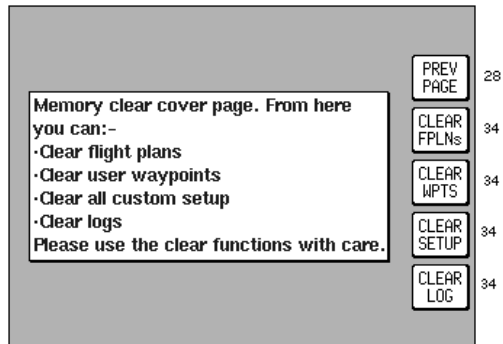 Memory clear cover page. From here
you can:-
·Clear flight plans
·Clear user waypoints
·Clear all custom setup
·Clear logs
Please use the clear functions with care.
PREV
PAGE
28
CLEAR
FPLNs
34
CLEAR
WPTS
34
CLEAR
SETUP
34
CLEAR
LOG
34